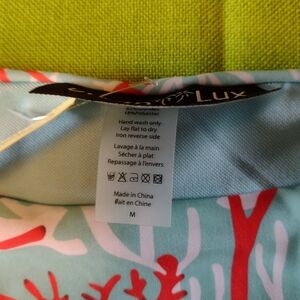 Lux
Hand wash only
Lay flat to dry
Iron reverse side
Lavage à la main
Sécher à plat
Repassage à l'envers
Made in China
Fait en Chine
M